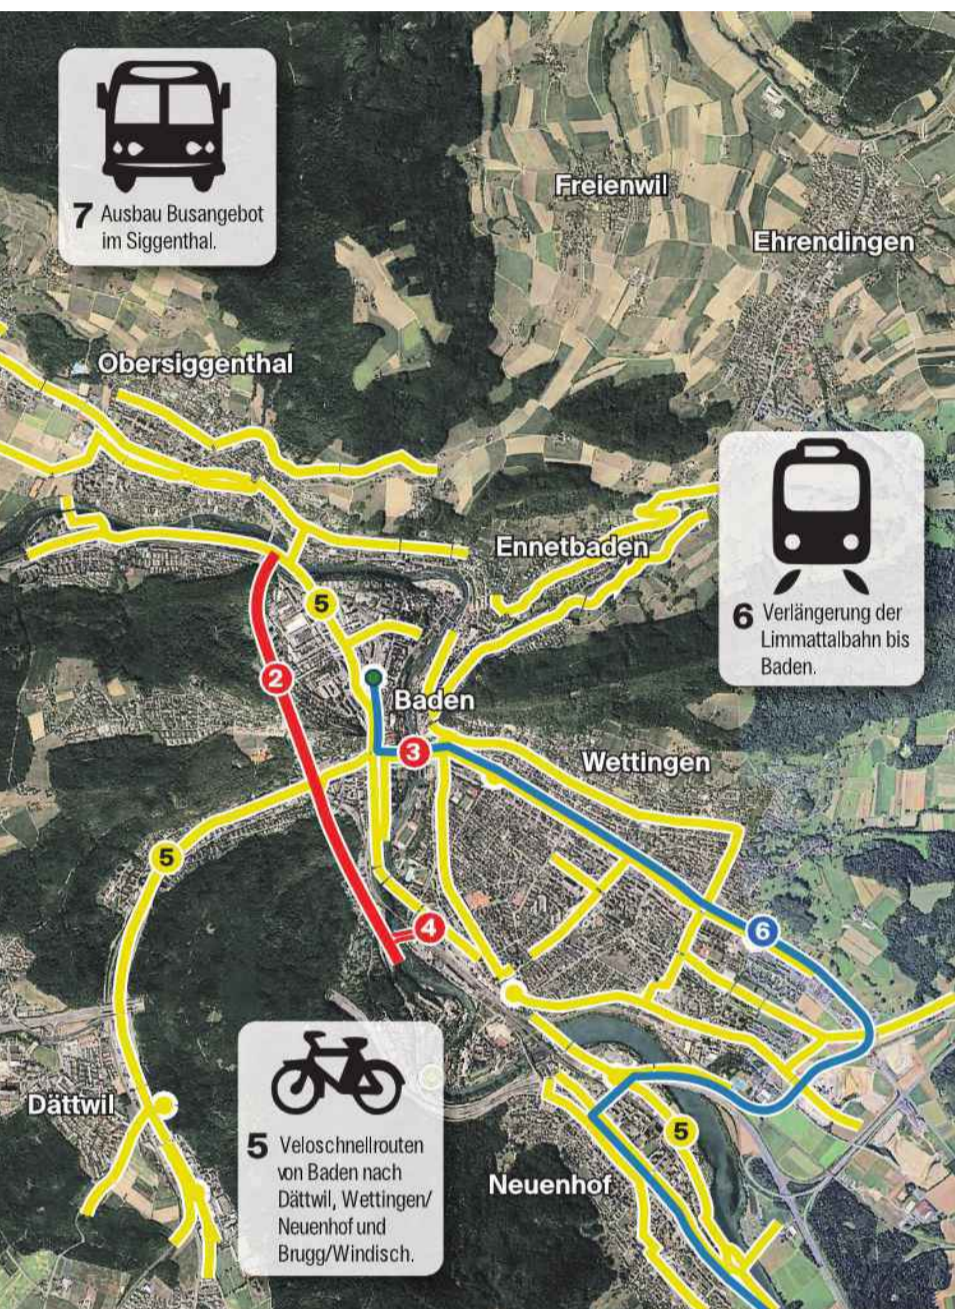 7 Ausbau Busangebot
im Siggenthal.
Freienwil
Ehrendingen
Obersiggenthal
Ennetbaden
6 Verlängerung der
Limmattalbahn bis
Baden.
5
2
Baden
3
Wettingen
5
4
6
Dättwil
5 Veloschnellrouten
von Baden nach
Dättwil, Wettingen/
Neuenhof und
Brugg/Windisch.
5
Neuenhof